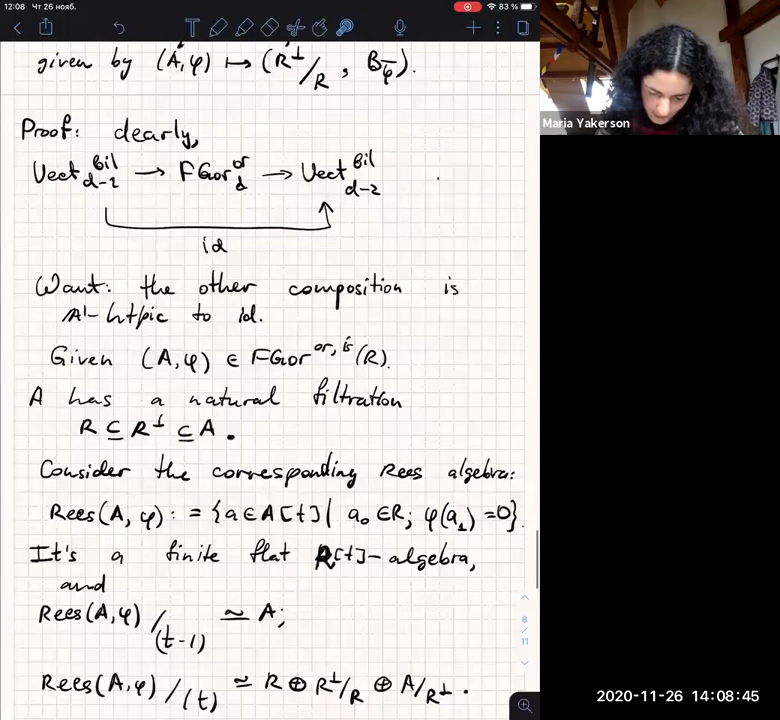 12:08 Чт 26 нояб.
83 %
given by (A, φ) ↦ (R^⊥/R, B_φ̄).
Maria Yakerson
Proof: clearly,
Vect^Bil_{d-2} → FGor^or_d → Vect^Bil_{d-2}
id
Want: the other composition is
A¹-htpic to id.
Given (A, φ) ∈ FGor^{or, is}(R).
A has a natural filtration
R ⊆ R^⊥ ⊆ A.
Consider the corresponding Rees algebra:
Rees(A, φ) := {a ∈ A[t] | a₀ ∈ R; φ(a₁) = 0}.
It's a finite flat R[t]-algebra,
and
Rees(A, φ)/(t-1) ≃ A;
8
/
11
Rees(A, φ)/(t) ≃ R ⊕ R^⊥/R ⊕ A/R^⊥.
2020-11-26 14:08:45